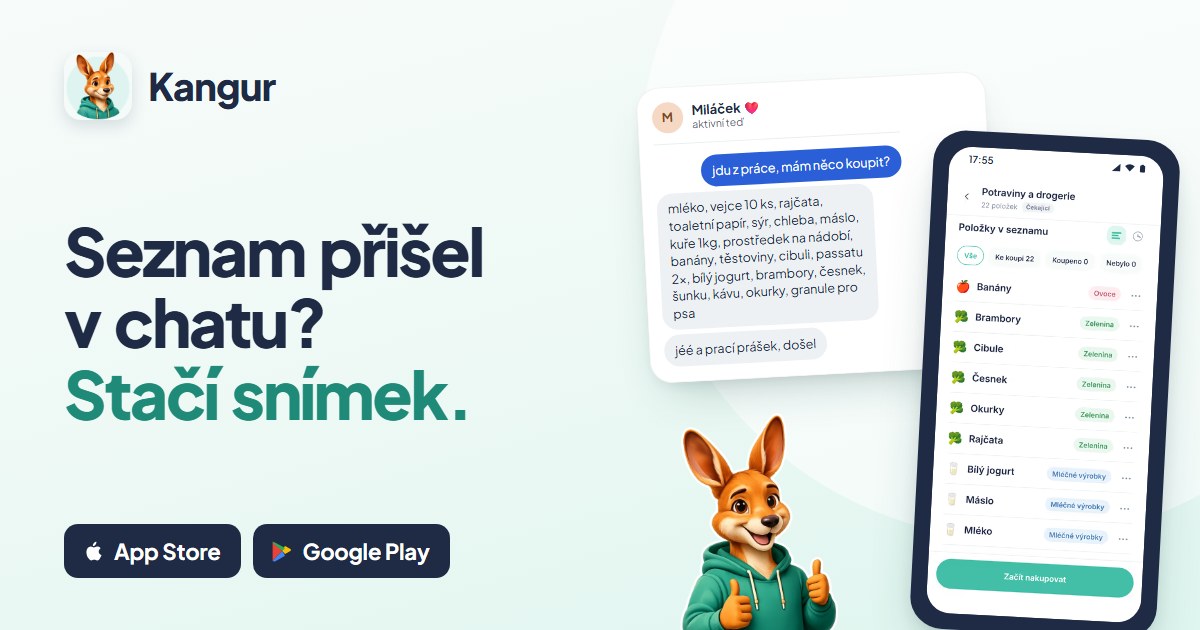 Kangur
Seznam přišel
v chatu?
Stačí snímek.
App Store
Google Play
M
Miláček ❤️
aktivní teď
jdu z práce, mám něco koupit?
mléko, vejce 10 ks, rajčata,
toaletní papír, sýr, chleba, máslo,
kuře 1kg, prostředek na nádobí,
banány, těstoviny, cibuli, passatu
2x, bílý jogurt, brambory, česnek,
šunku, kávu, okurky, granule pro
psa
jéé a prací prášek, došel
17:55
Potraviny a drogerie
22 položek Čekající
Položky v seznamu
Vše Ke koupi 22 Koupeno 0 Nebylo 0
Banány Ovoce
Brambory Zelenina
Cibule Zelenina
Česnek Zelenina
Okurky Zelenina
Rajčata Zelenina
Bílý jogurt Mléčné výrobky
Máslo Mléčné výrobky
Mléko Mléčné výrobky
Začít nakupovat